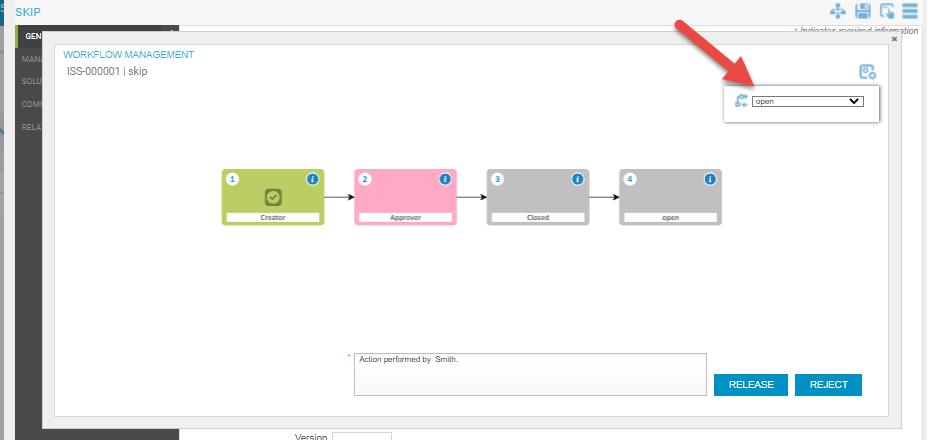 SKIP
* Indicates required information
GEN
WORKFLOW MANAGEMENT
ISS-000001 | skip
MANA
SOLU
COM
RELAT
open
1 i
2 i
3 i
4 i
Creator
Approver
Closed
open
* Action performed by Smith.
RELEASE
REJECT
Version